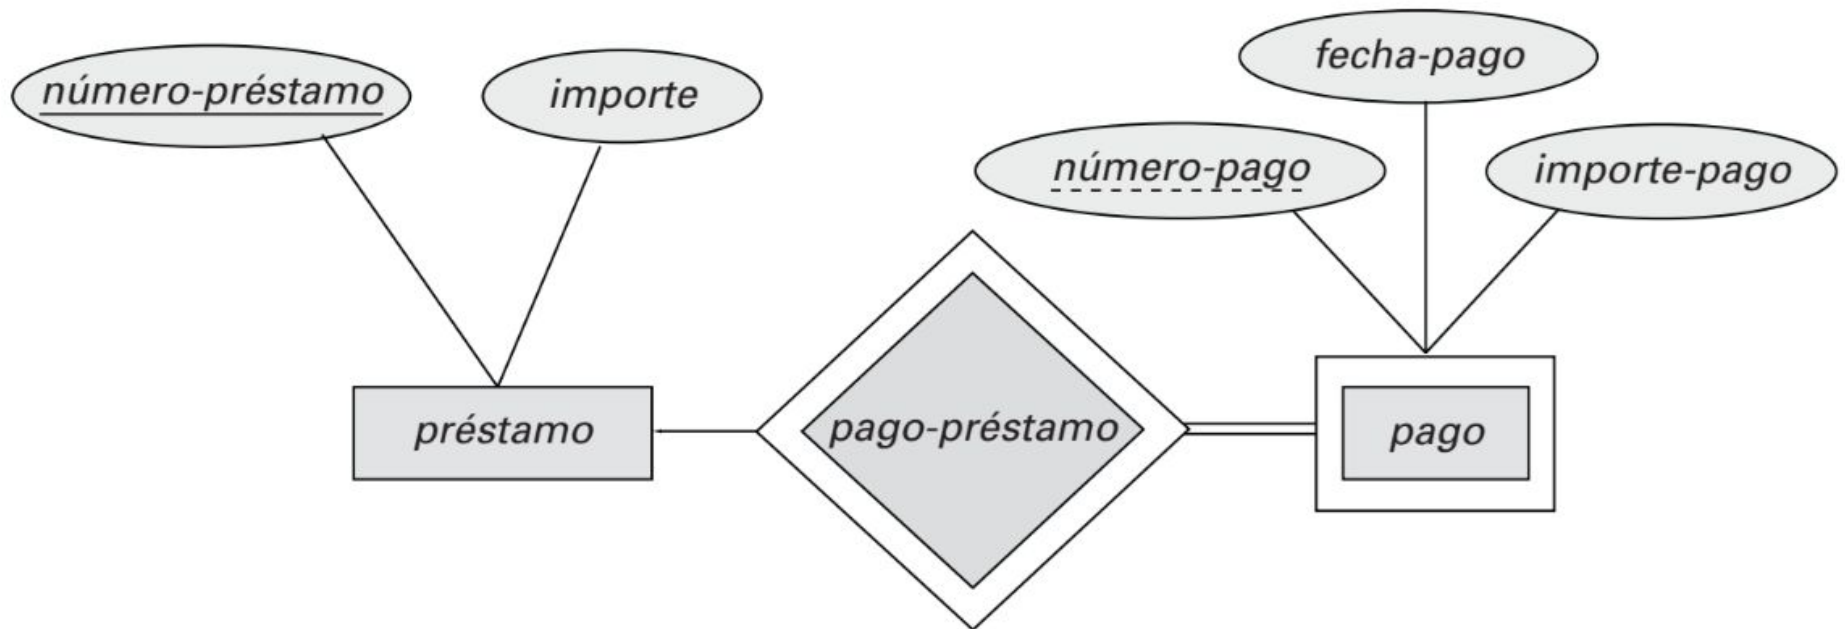 número-préstamo
importe
fecha-pago
número-pago
importe-pago
préstamo
pago-préstamo
pago